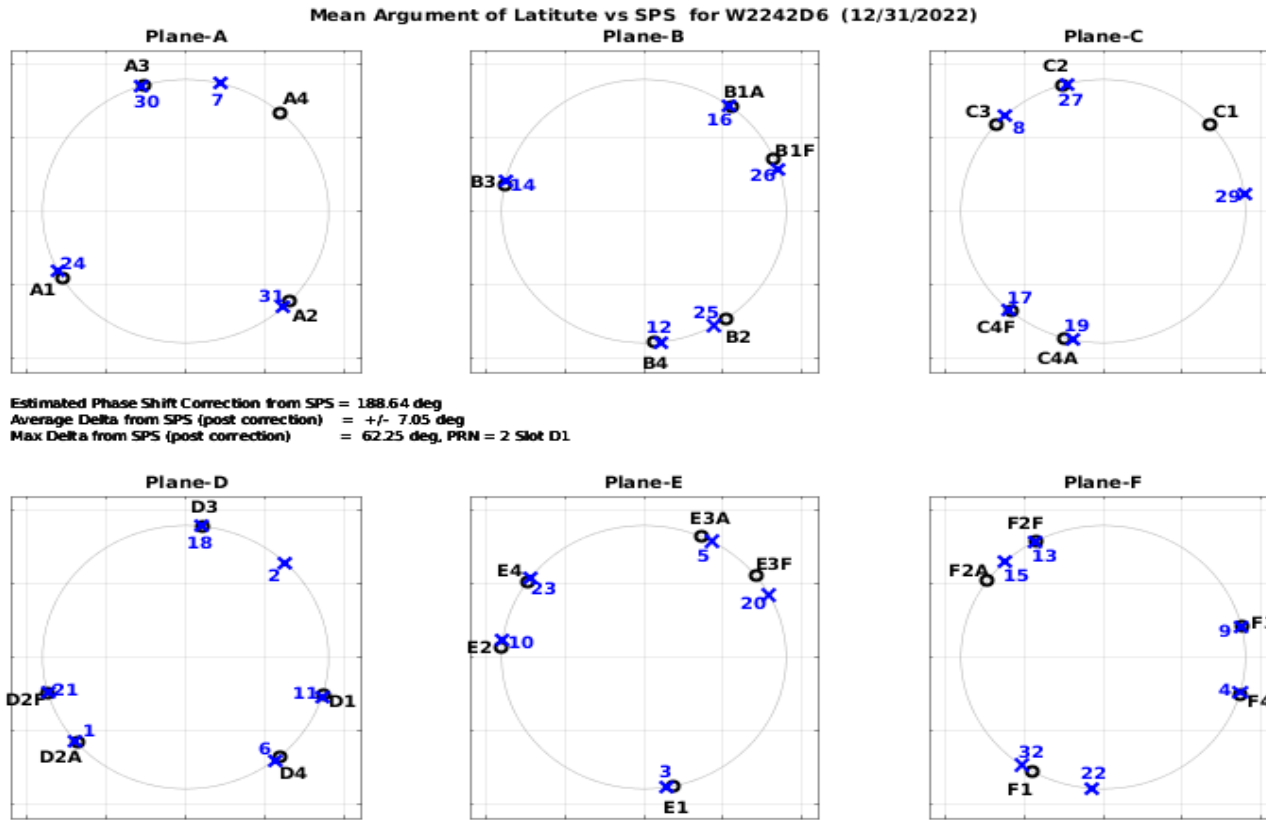 Mean Argument of Latitute vs SPS for W2242D6 (12/31/2022)
Plane-A
Plane-B
Plane-C
A3
30
7
A4
24
A1
31
A2
B1A
16
B1F
26
B3
14
12
B4
25
B2
C2
27
C3
8
C1
29
17
C4F
19
C4A
Estimated Phase Shift Correction from SPS = 188.64 deg
Average Delta from SPS (post correction) = +/- 7.05 deg
Max Delta from SPS (post correction) = 62.25 deg, PRN = 2 Slot D1
Plane-D
Plane-E
Plane-F
D3
18
2
21
D2F
1
D2A
11
D1
6
D4
E3A
5
E3F
20
E4
23
E2
10
3
E1
F2F
13
F2A
15
9
4
F4
32
F1
22